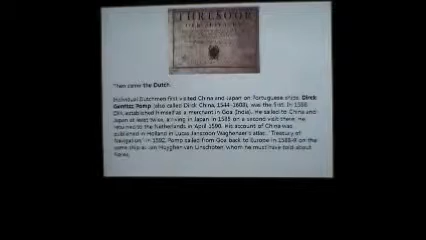 THRESOOR
Then came the Dutch.
Individual Dutchmen first visited China and Japan on Portuguese ships. Dirck
Gerritsz Pomp (also called Dirck China, 1544-1608), was the first. In 1568
Dirk established himself as a merchant in Goa (India). He sailed to China and
Japan at least twice, arriving in Japan in 1585 on a second visit there. He
returned to the Netherlands in April 1590. His account of China was
published in Holland in Lucas Janszoon Waghenaer's atlas, "Treasury of
Navigation," in 1592. Pomp sailed from Goa back to Europe in 1588-9 on the
same ship as Jan Huyghen van Linschoten, whom he must have told about